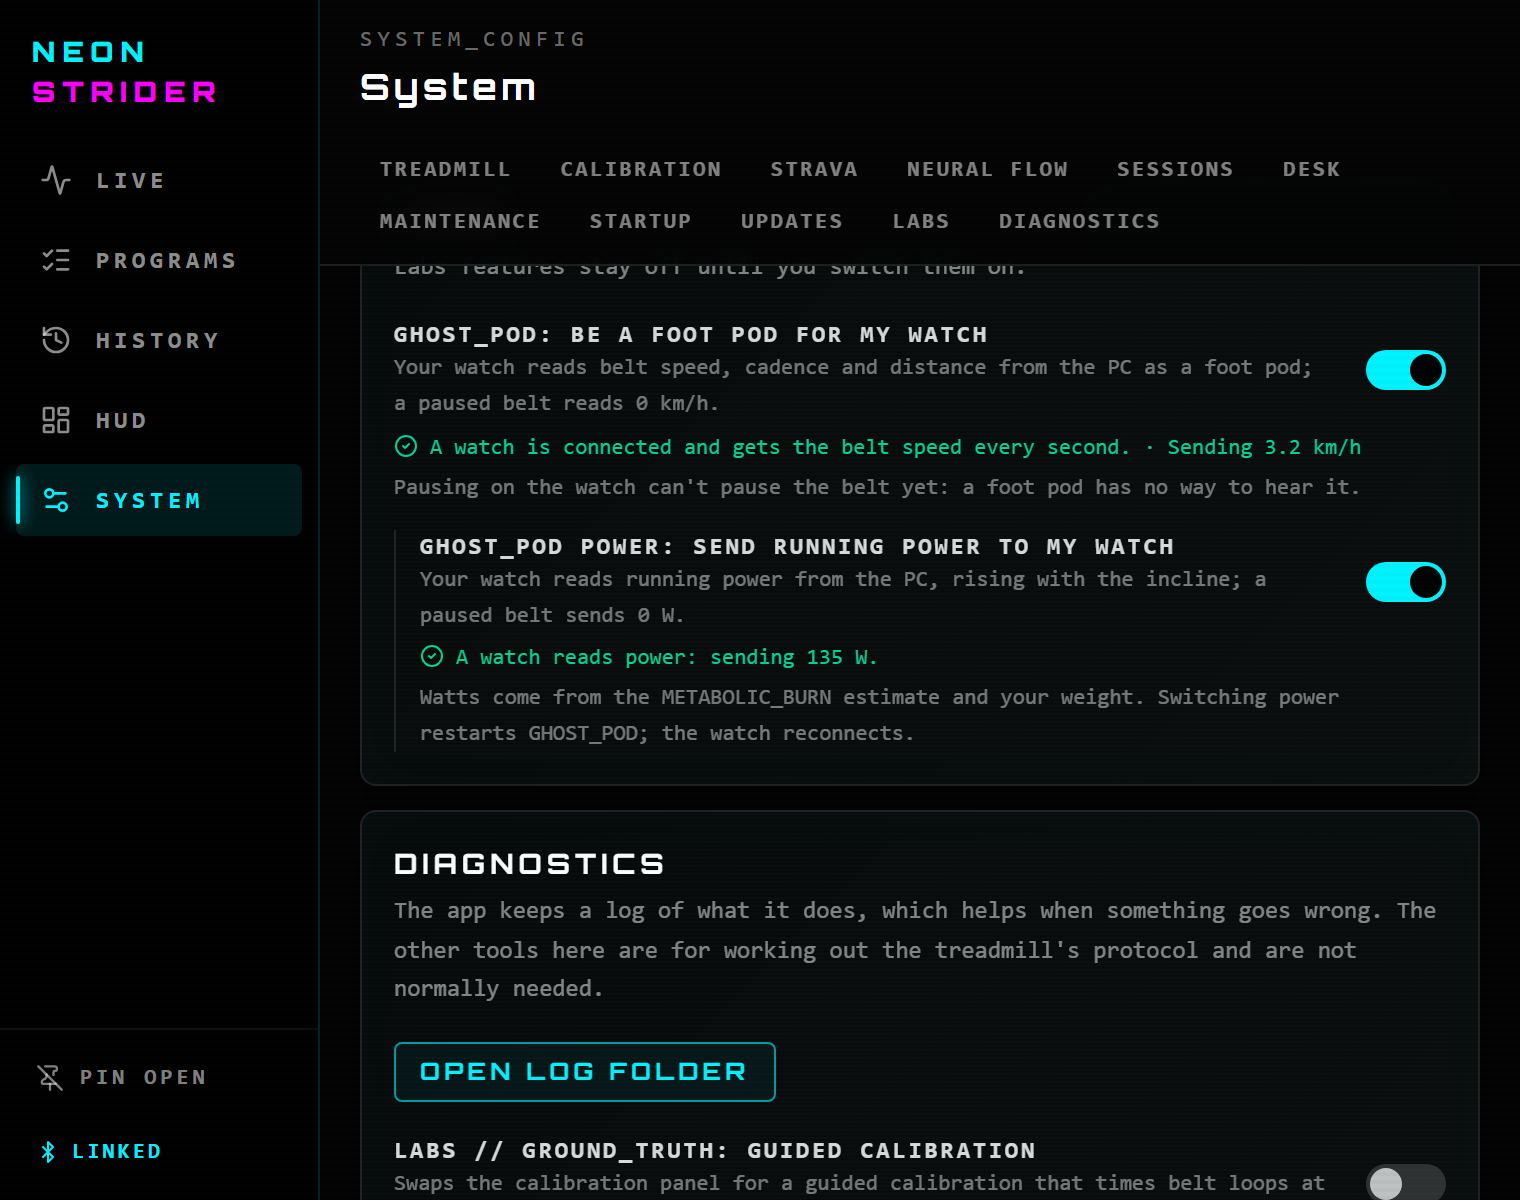 NEON
STRIDER
LIVE
PROGRAMS
HISTORY
HUD
SYSTEM
PIN OPEN
LINKED
SYSTEM_CONFIG
System
TREADMILL CALIBRATION STRAVA NEURAL FLOW SESSIONS DESK
MAINTENANCE STARTUP UPDATES LABS DIAGNOSTICS
Labs features stay off until you switch them on.
GHOST_POD: BE A FOOT POD FOR MY WATCH
Your watch reads belt speed, cadence and distance from the PC as a foot pod;
a paused belt reads 0 km/h.
A watch is connected and gets the belt speed every second. · Sending 3.2 km/h
Pausing on the watch can't pause the belt yet: a foot pod has no way to hear it.
GHOST_POD POWER: SEND RUNNING POWER TO MY WATCH
Your watch reads running power from the PC, rising with the incline; a
paused belt sends 0 W.
A watch reads power: sending 135 W.
Watts come from the METABOLIC_BURN estimate and your weight. Switching power
restarts GHOST_POD; the watch reconnects.
DIAGNOSTICS
The app keeps a log of what it does, which helps when something goes wrong. The
other tools here are for working out the treadmill's protocol and are not
normally needed.
OPEN LOG FOLDER
LABS // GROUND_TRUTH: GUIDED CALIBRATION
Swaps the calibration panel for a guided calibration that times belt loops at